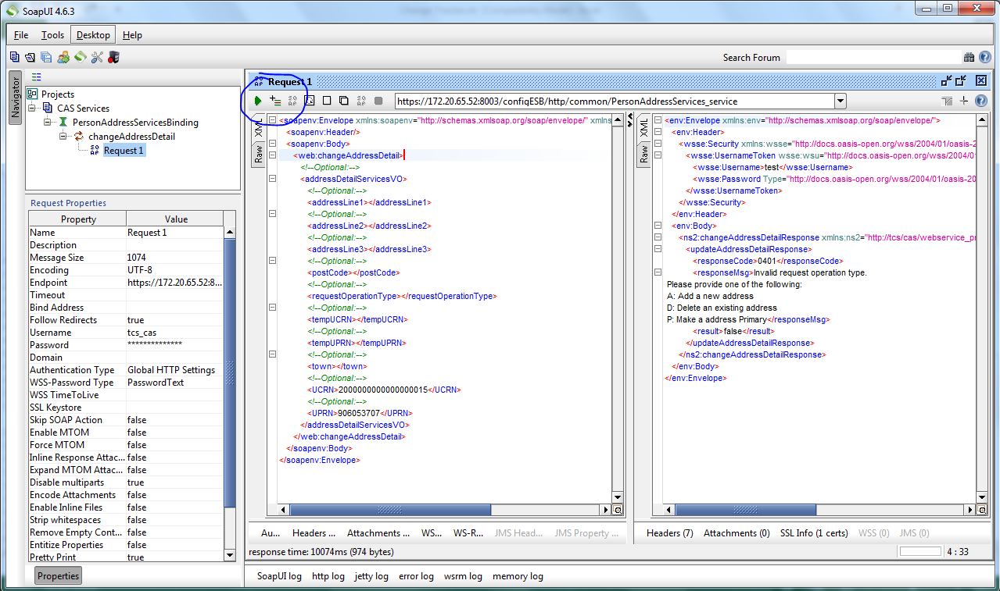 SoapUI 4.6.3
File Tools Desktop Help
Search Forum
Navigator
Projects
CAS Services
PersonAddressServicesBinding
changeAddressDetail
Request 1
Request Properties
Property Value
Name Request 1
Description
Message Size 1074
Encoding UTF-8
Endpoint https://172.20.65.52:8...
Timeout
Bind Address
Follow Redirects true
Username tcs_cas
Password **************
Domain
Authentication Type Global HTTP Settings
WSS-Password Type PasswordText
WSS TimeToLive
SSL Keystore
Skip SOAP Action false
Enable MTOM false
Force MTOM false
Inline Response Attac... false
Expand MTOM Attac... false
Disable multiparts true
Encode Attachments false
Enable Inline Files false
Strip whitespaces false
Remove Empty Cont... false
Entitize Properties false
Pretty Print true
Properties
Request 1
https://172.20.65.52:8003/configESB/http/common/PersonAddressServices_service
XML
Raw
<soapenv:Envelope xmlns:soapenv="http://schemas.xmlsoap.org/soap/envelope/" xmlns
<soapenv:Header/>
<soapenv:Body>
<web:changeAddressDetail>
<!--Optional:-->
<addressDetailServicesVO>
<!--Optional:-->
<addressLine1></addressLine1>
<!--Optional:-->
<addressLine2></addressLine2>
<!--Optional:-->
<addressLine3></addressLine3>
<!--Optional:-->
<postCode></postCode>
<!--Optional:-->
<requestOperationType></requestOperationType>
<!--Optional:-->
<tempUCRN></tempUCRN>
<!--Optional:-->
<tempUPRN></tempUPRN>
<!--Optional:-->
<town></town>
<!--Optional:-->
<UCRN>2000000000000000015</UCRN>
<!--Optional:-->
<UPRN>906053707</UPRN>
</addressDetailServicesVO>
</web:changeAddressDetail>
</soapenv:Body>
</soapenv:Envelope>
Au... Headers ... Attachments ... WS... WS-R... JMS Head... JMS Property ...
XML
Raw
<env:Envelope xmlns:env="http://schemas.xmlsoap.org/soap/envelope/">
<env:Header>
<wsse:Security xmlns:wsse="http://docs.oasis-open.org/wss/2004/01/oasis-2
<wsse:UsernameToken wsse:wsu="http://docs.oasis-open.org/wss/2004/01
<wsse:Username>test</wsse:Username>
<wsse:Password Type="http://docs.oasis-open.org/wss/2004/01/oasis-20
</wsse:UsernameToken>
</wsse:Security>
</env:Header>
<env:Body>
<ns2:changeAddressDetailResponse xmlns:ns2="http://tcs/cas/webservice_p
<updateAddressDetailResponse>
<responseCode>0401</responseCode>
<responseMsg>Invalid request operation type.
Please provide one of the following:
A: Add a new address
D: Delete an existing address
P: Make a address Primary</responseMsg>
<result>false</result>
</updateAddressDetailResponse>
</ns2:changeAddressDetailResponse>
</env:Body>
</env:Envelope>
Headers (7) Attachments (0) SSL Info (1 certs) WSS (0) JMS (0)
response time: 10074ms (974 bytes)
4 : 33
SoapUI log http log jetty log error log wsrm log memory log